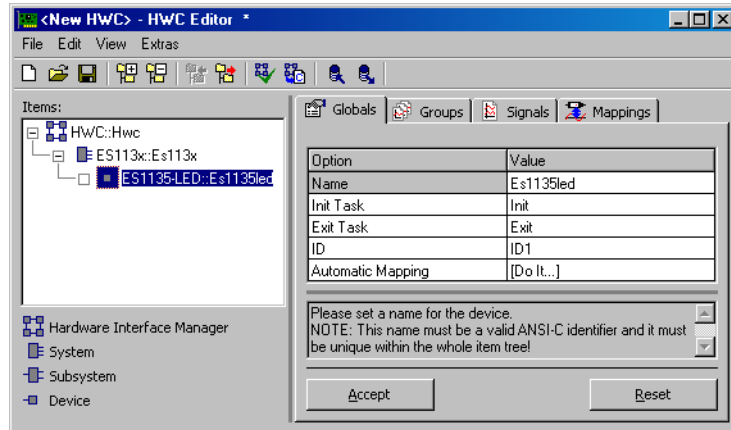 <New HWC> - HWC Editor *
File Edit View Extras
Items:
HWC::Hwc
ES113x::Es113x
ES1135-LED::Es1135led
Hardware Interface Manager
System
Subsystem
Device
Globals Groups Signals Mappings
Option Value
Name Es1135led
Init Task Init
Exit Task Exit
ID ID1
Automatic Mapping [Do It...]
Please set a name for the device.
NOTE: This name must be a valid ANSI-C identifier and it must
be unique within the whole item tree!
Accept Reset